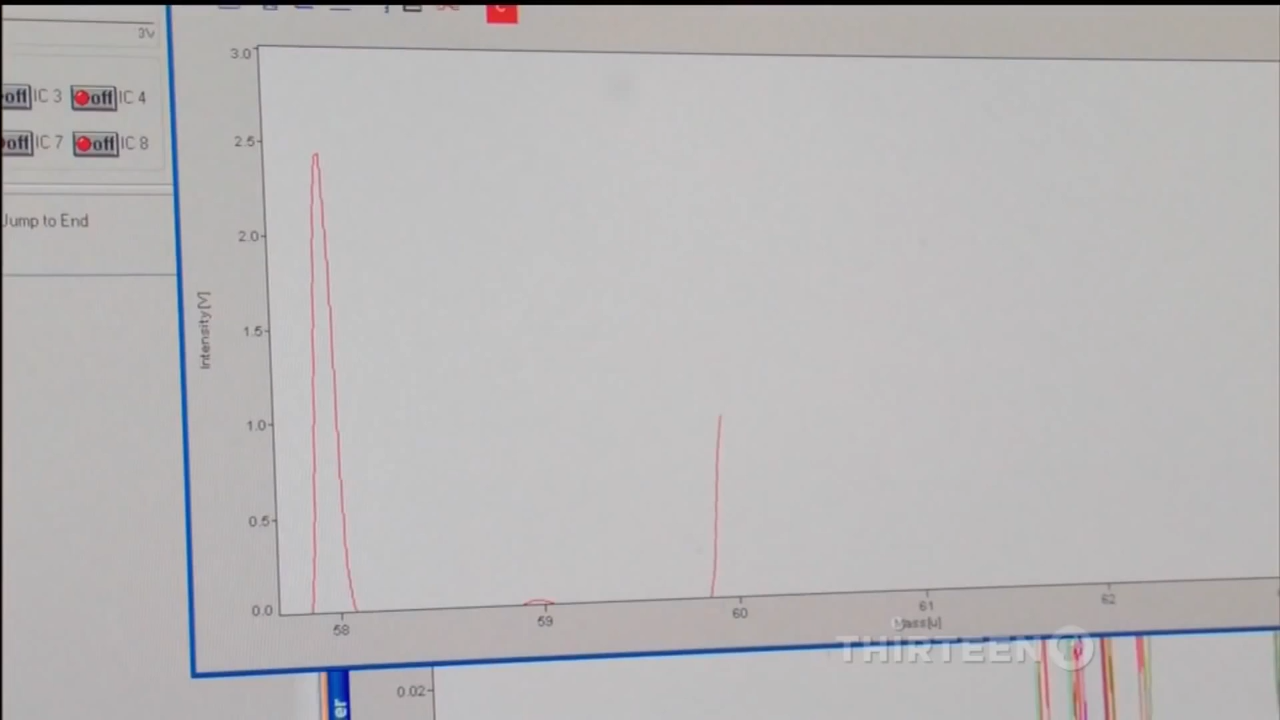 3V
3.0
off IC 3 off IC 4
off IC 7 off IC 8
2.5
Jump to End
2.0
Intensity[V]
1.5
1.0
0.5
0.0
58 59 60 61 62
Mass[u]
THIRTEEN
0.02
er